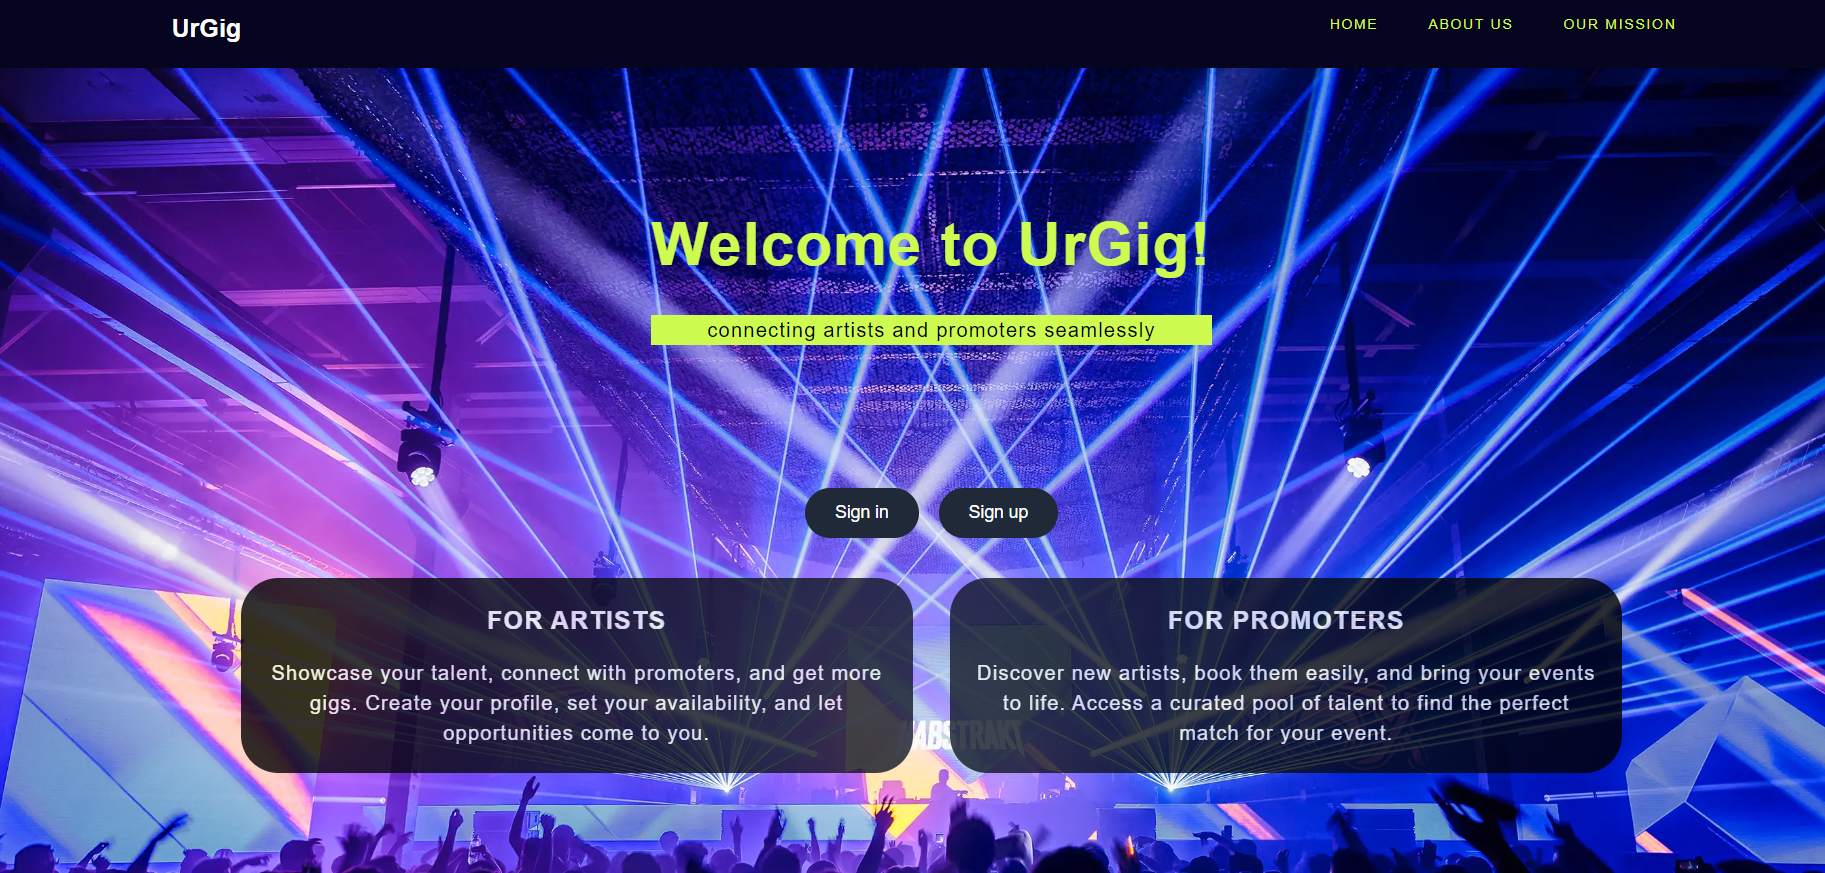 UrGig
HOME ABOUT US OUR MISSION
Welcome to UrGig!
connecting artists and promoters seamlessly
Sign in Sign up
FOR ARTISTS
Showcase your talent, connect with promoters, and get more
gigs. Create your profile, set your availability, and let
opportunities come to you.
FOR PROMOTERS
Discover new artists, book them easily, and bring your events
to life. Access a curated pool of talent to find the perfect
match for your event.
ABSTRAKT